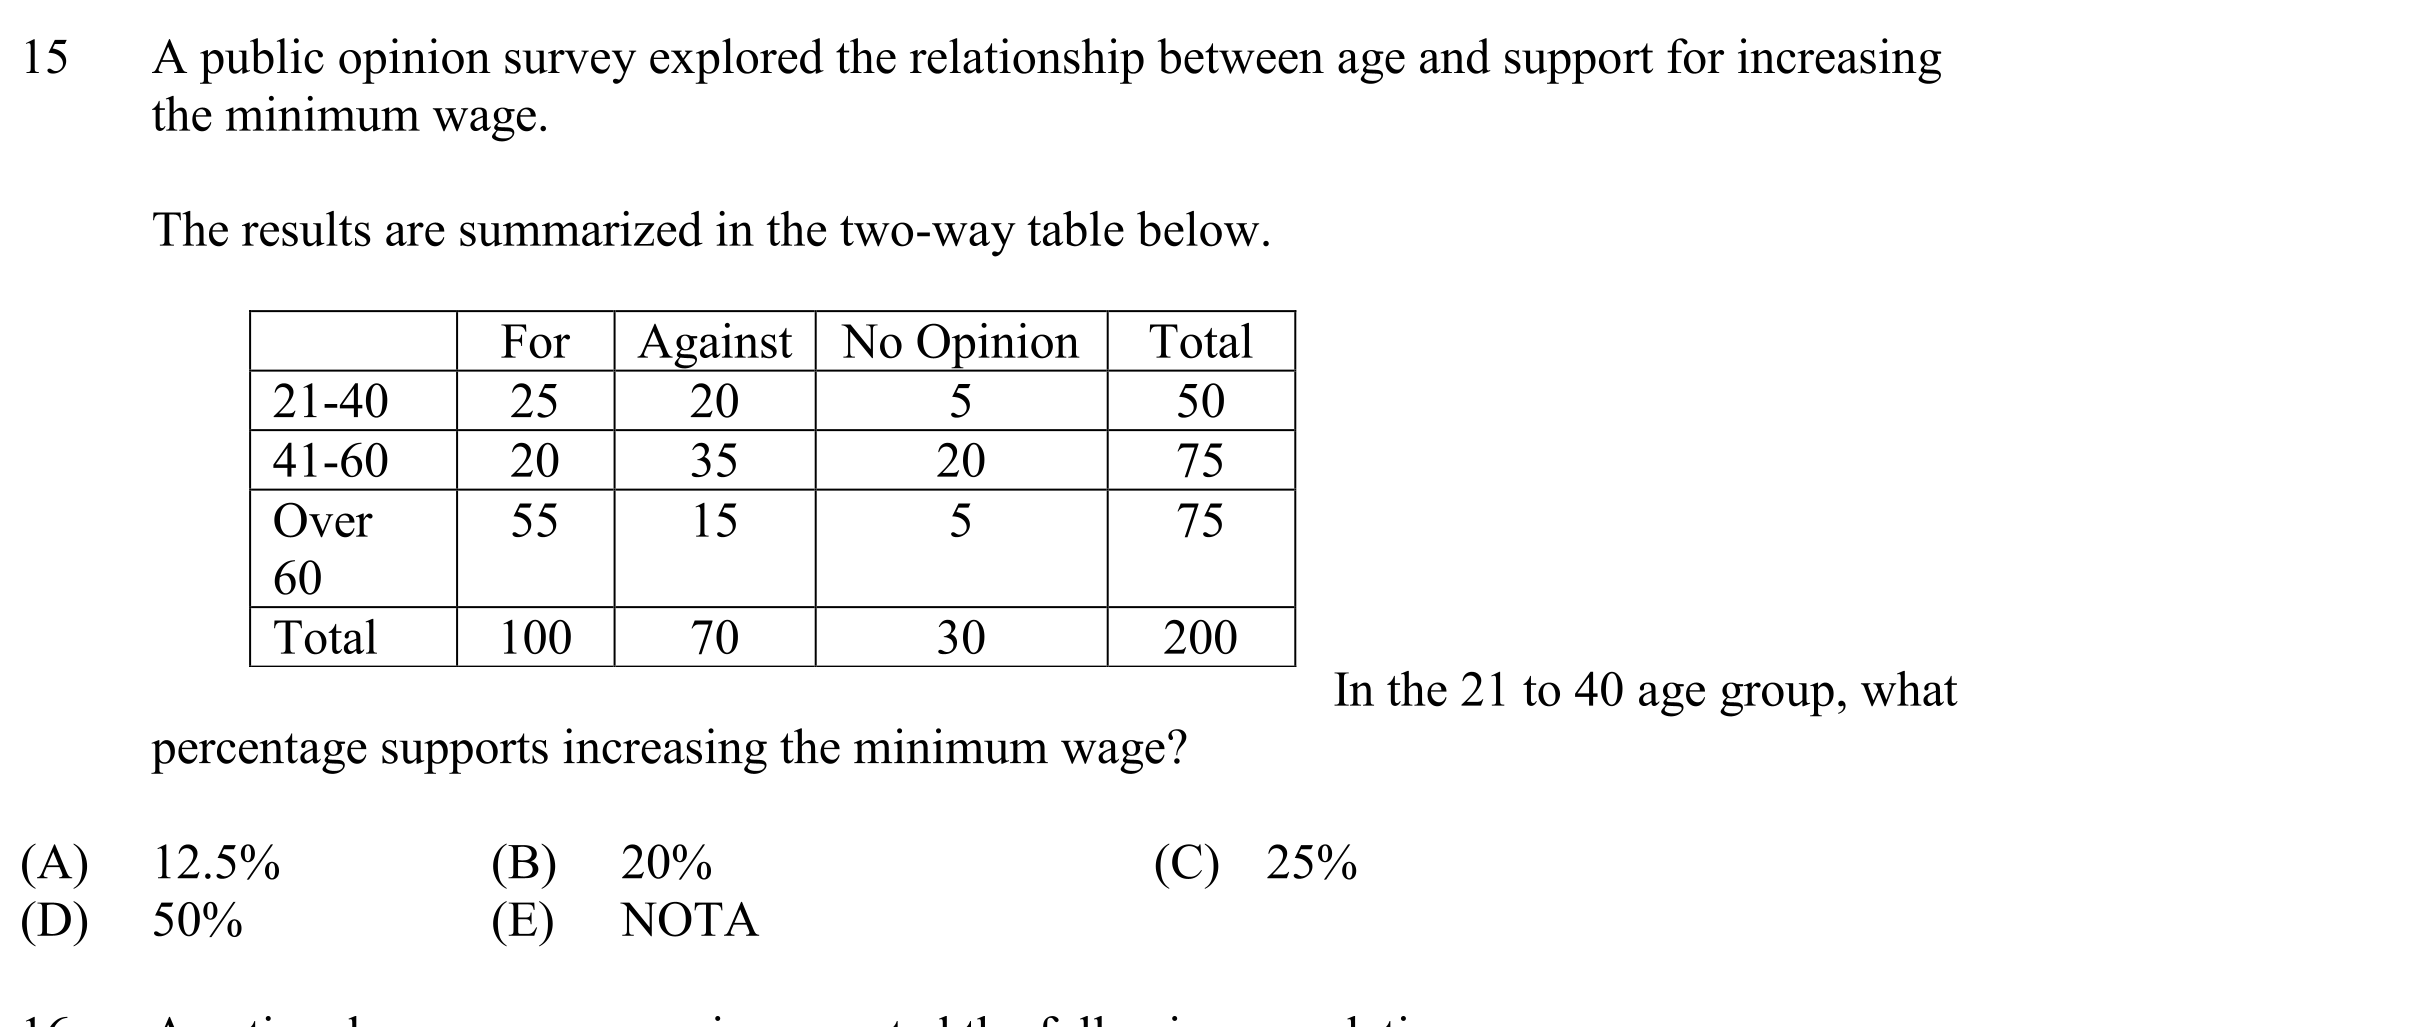 15 A public opinion survey explored the relationship between age and support for increasing
the minimum wage.
The results are summarized in the two-way table below.
For Against No Opinion Total
21-40 25 20 5 50
41-60 20 35 20 75
Over 55 15 5 75
60
Total 100 70 30 200
In the 21 to 40 age group, what
percentage supports increasing the minimum wage?
(A) 12.5% (B) 20% (C) 25%
(D) 50% (E) NOTA